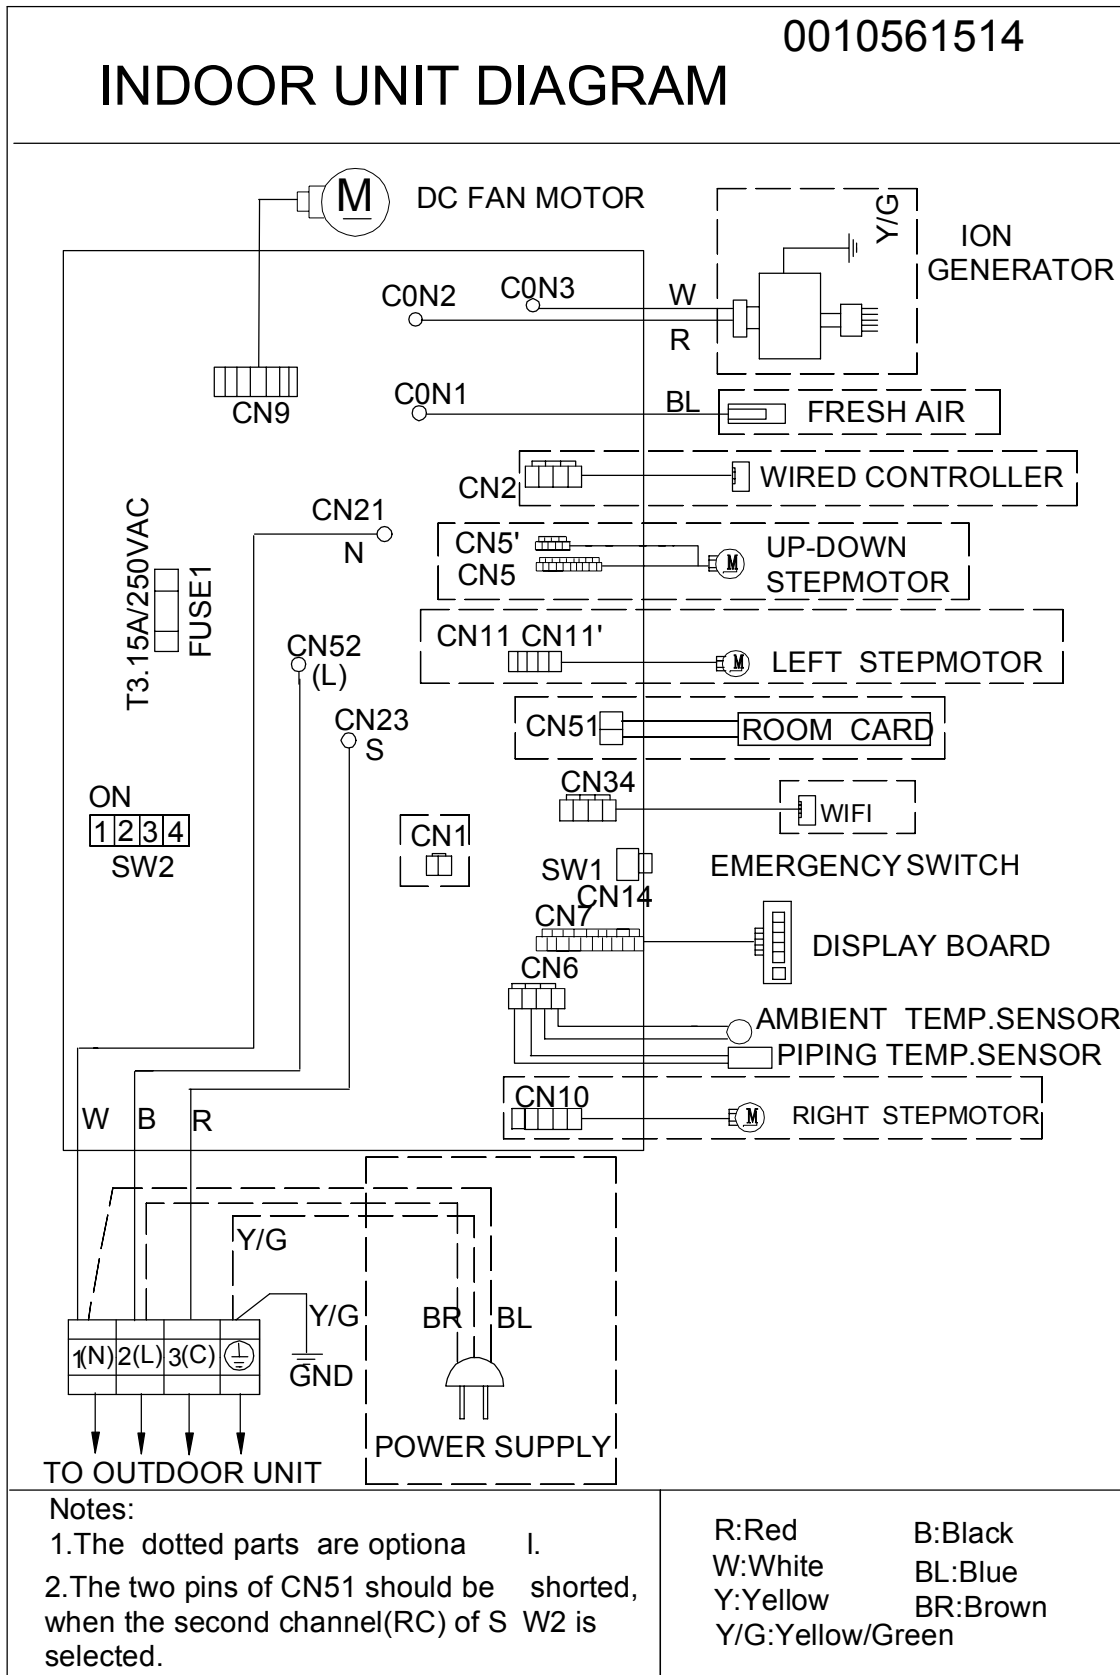 0010561514
INDOOR UNIT DIAGRAM
M
DC FAN MOTOR
Y/G
ION
GENERATOR
C0N2
C0N3
W
R
CN9
C0N1
BL
FRESH AIR
CN2
WIRED CONTROLLER
CN21
N
CN5'
CN5
M
UP-DOWN
STEPMOTOR
T3.15A/250VAC
FUSE1
CN11 CN11'
M
LEFT STEPMOTOR
CN52
(L)
CN23
S
CN51
ROOM CARD
CN34
WIFI
ON
1 2 3 4
SW2
CN1
SW1
EMERGENCY SWITCH
CN14
CN7
DISPLAY BOARD
CN6
AMBIENT TEMP.SENSOR
PIPING TEMP.SENSOR
CN10
M
RIGHT STEPMOTOR
W B R
Y/G
Y/G
BR BL
1(N) 2(L) 3(C)
GND
POWER SUPPLY
TO OUTDOOR UNIT
Notes:
1.The dotted parts are optiona l.
2.The two pins of CN51 should be shorted,
when the second channel(RC) of S W2 is
selected.
R:Red B:Black
W:White BL:Blue
Y:Yellow BR:Brown
Y/G:Yellow/Green